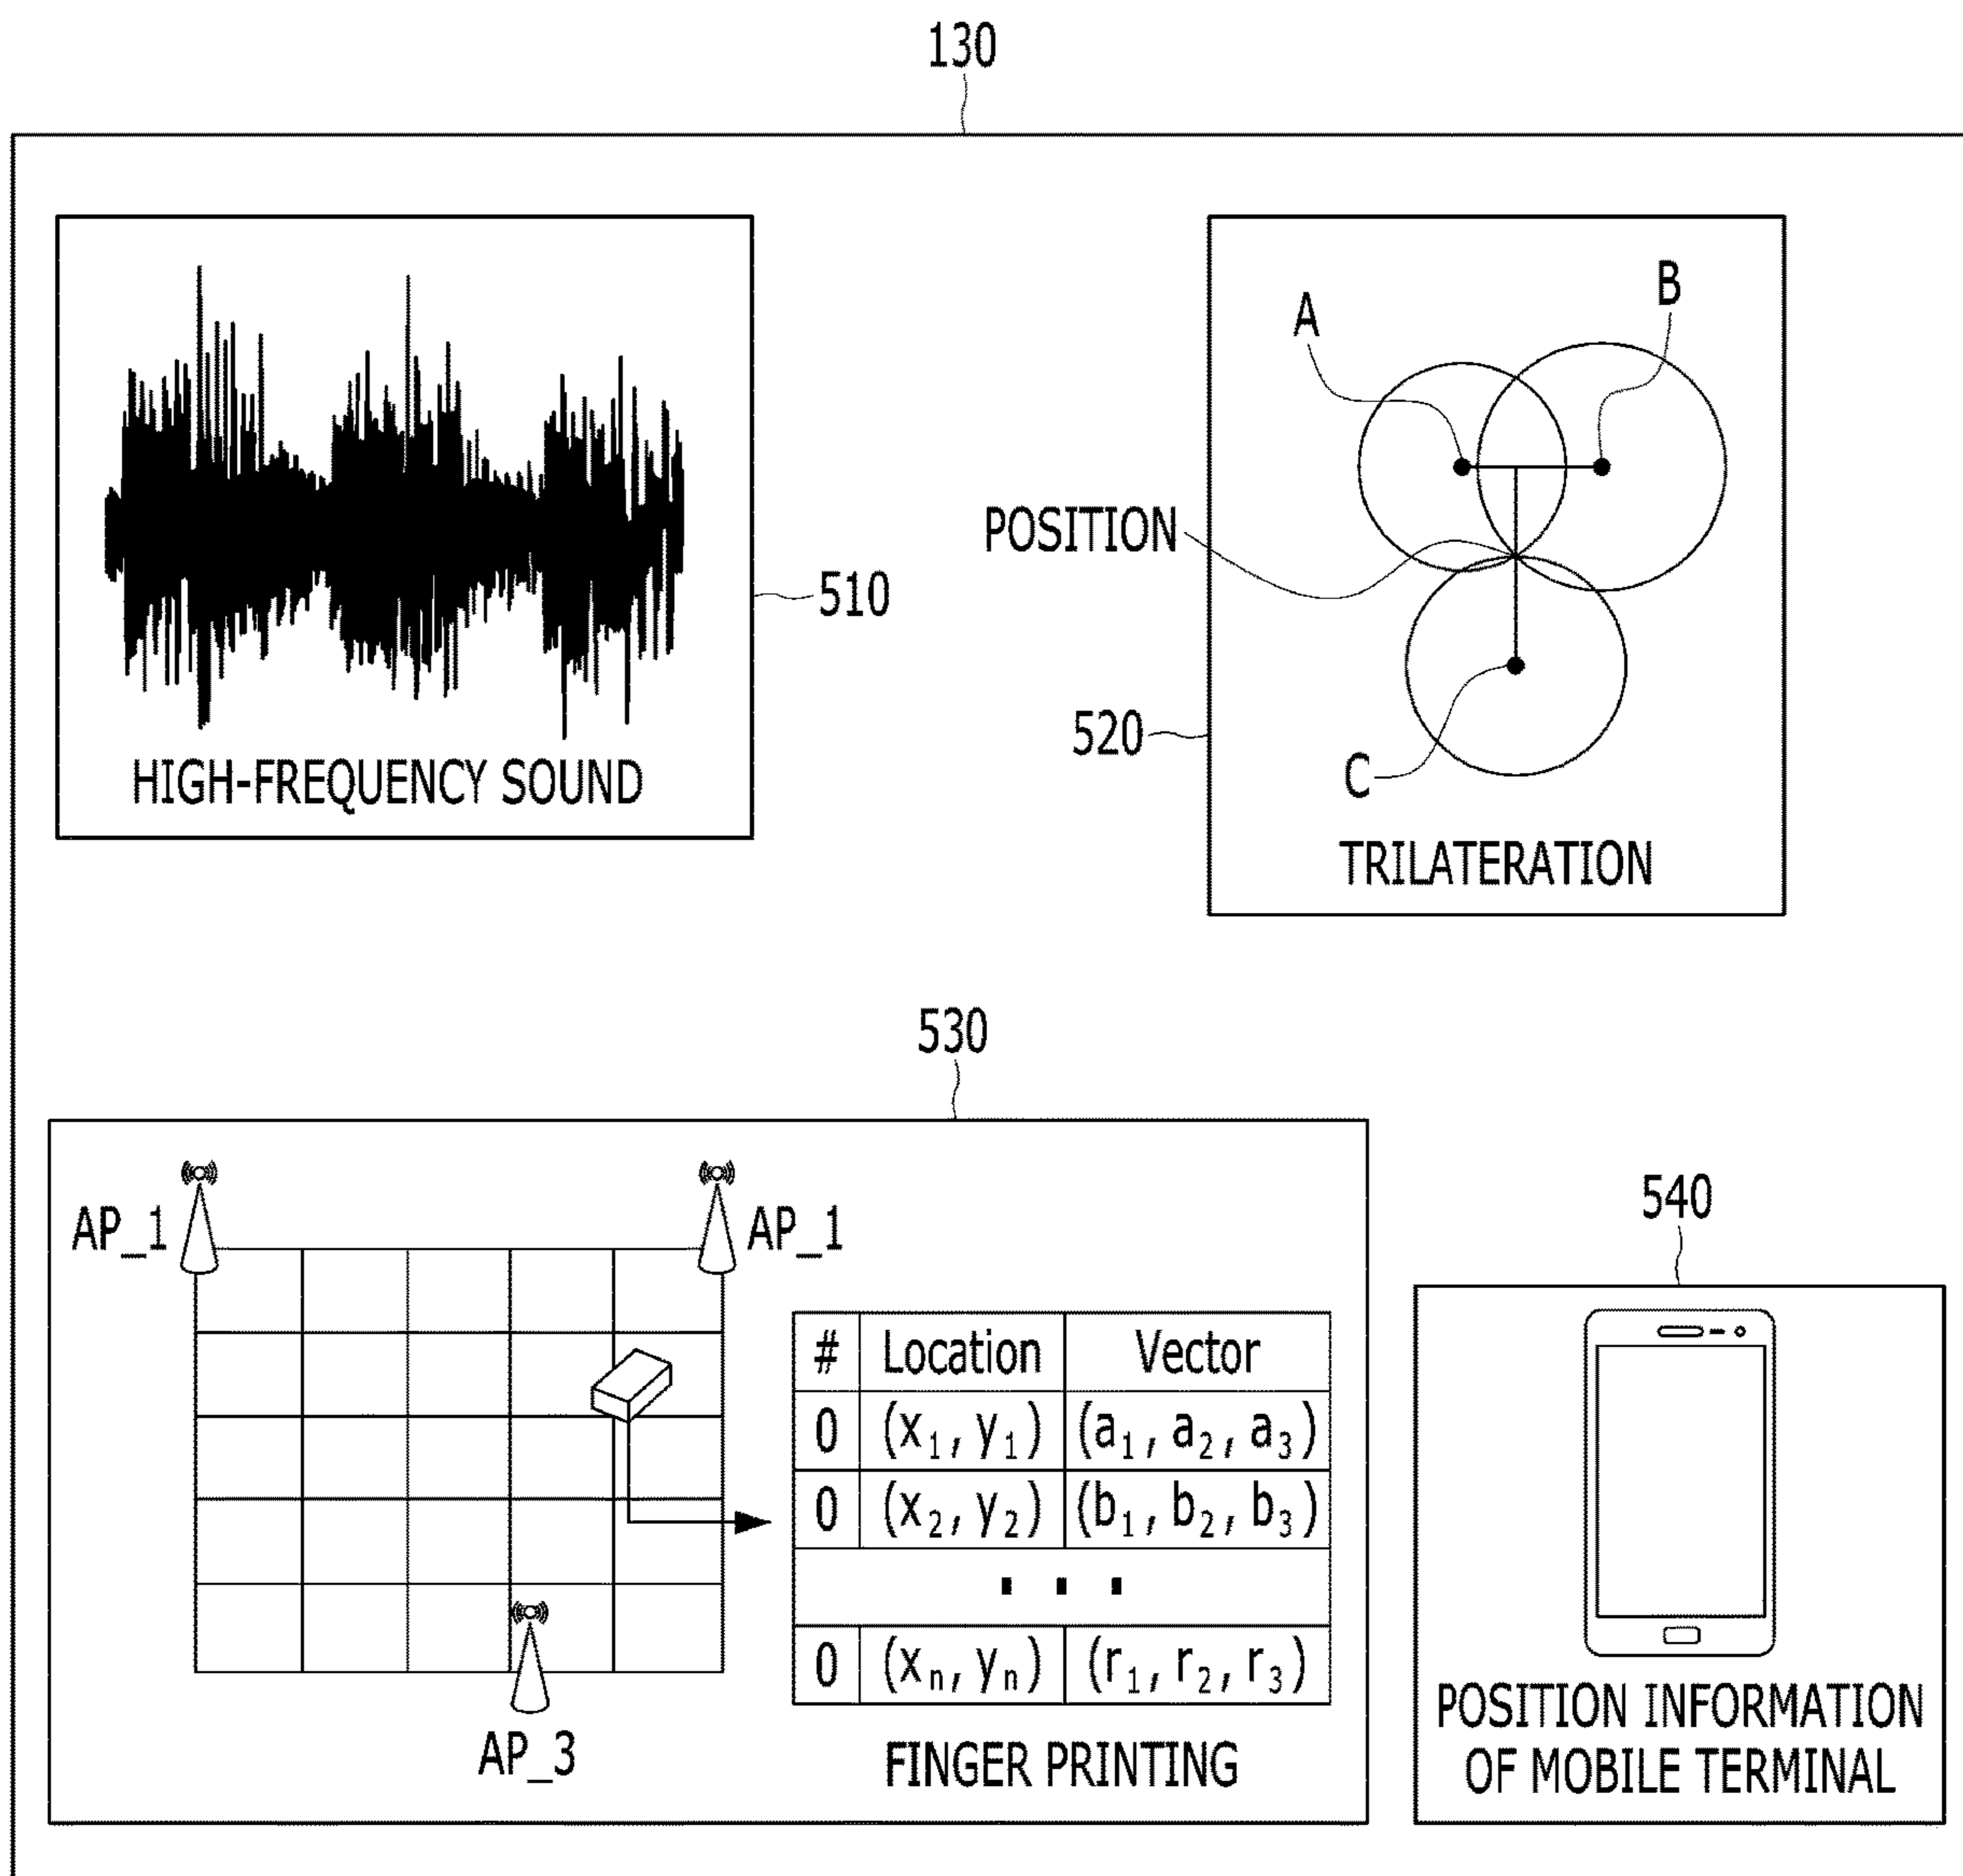 130
A
B
POSITION
510
520
C
HIGH-FREQUENCY SOUND
TRILATERATION
530
AP_1
AP_1
540
# Location Vector
0 (x₁, y₁) (a₁, a₂, a₃)
0 (x₂, y₂) (b₁, b₂, b₃)
. . .
0 (xₙ, yₙ) (r₁, r₂, r₃)
AP_3
FINGER PRINTING
POSITION INFORMATION
OF MOBILE TERMINAL